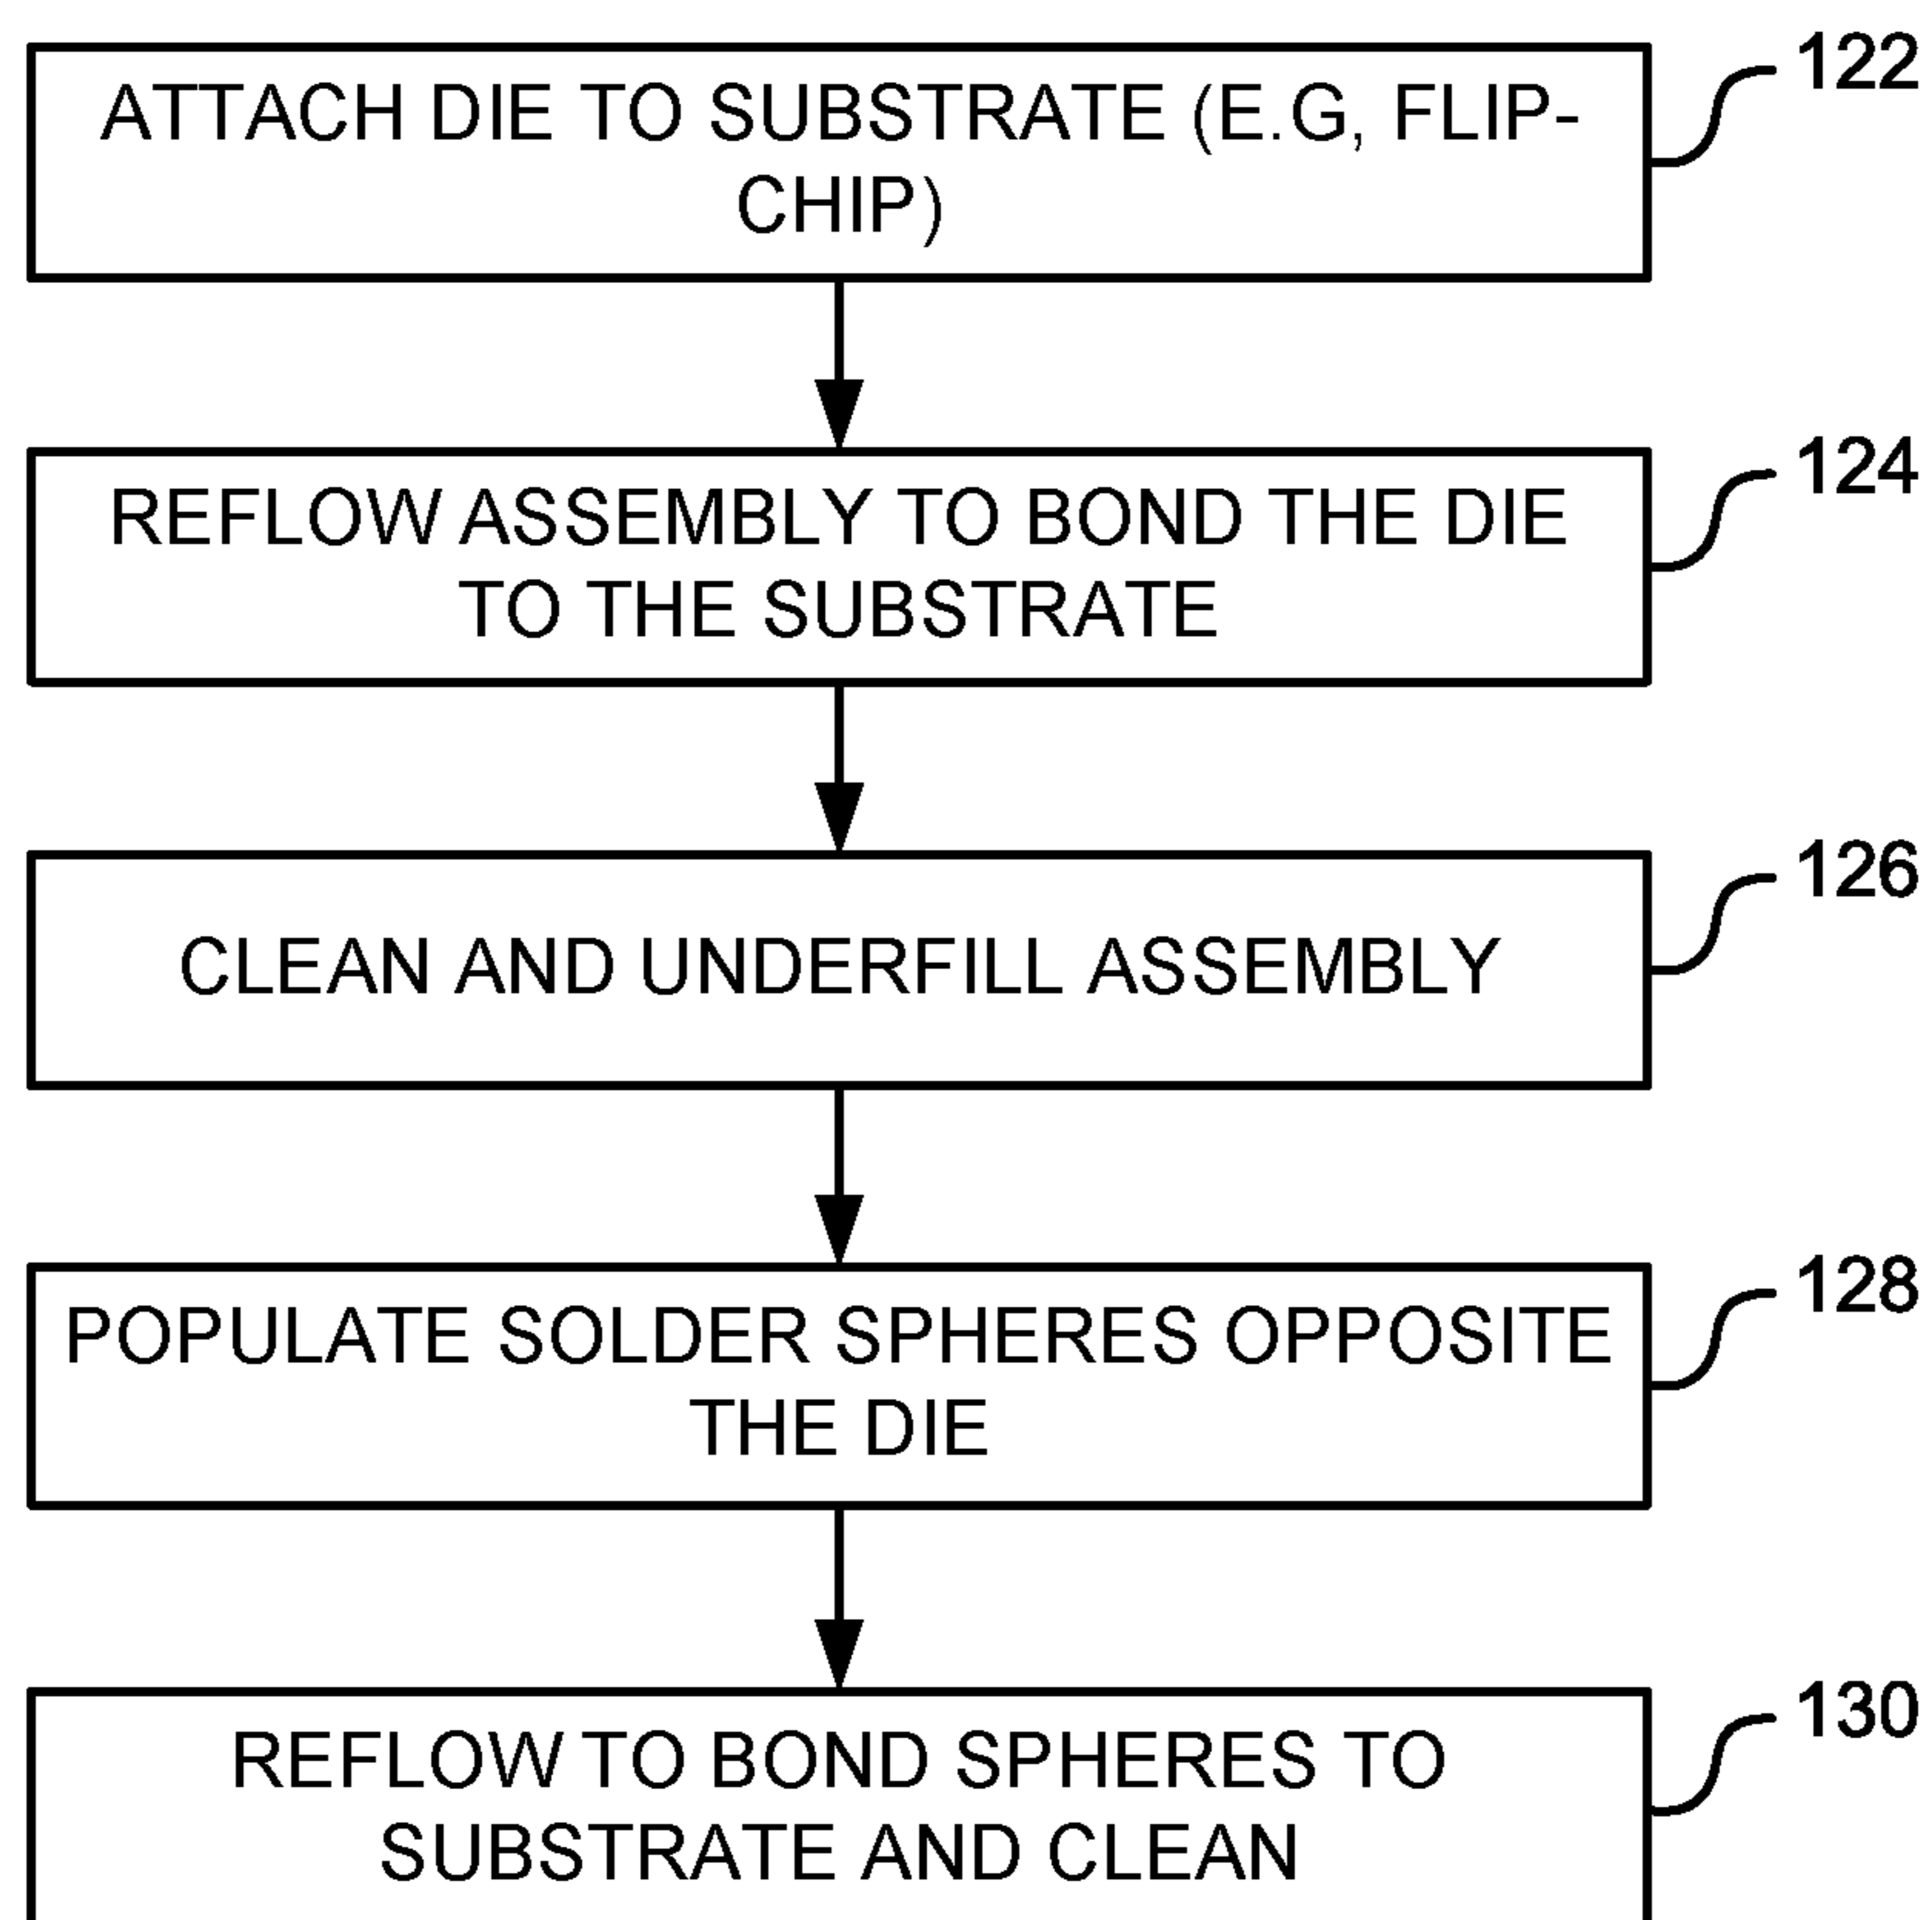 122
ATTACH DIE TO SUBSTRATE (E.G, FLIP-
CHIP)
124
REFLOW ASSEMBLY TO BOND THE DIE
TO THE SUBSTRATE
126
CLEAN AND UNDERFILL ASSEMBLY
128
POPULATE SOLDER SPHERES OPPOSITE
THE DIE
130
REFLOW TO BOND SPHERES TO
SUBSTRATE AND CLEAN